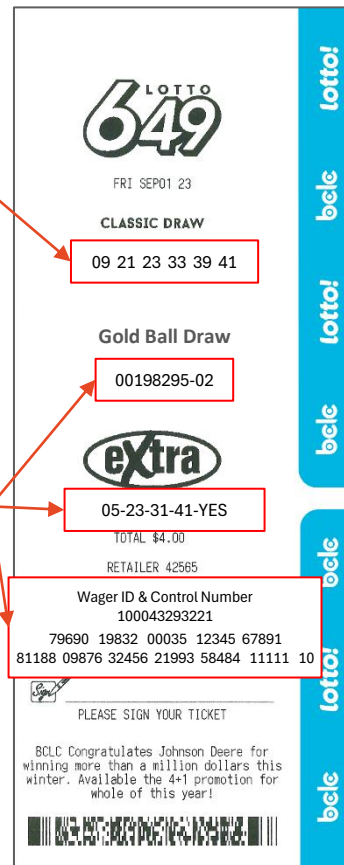 LOTTO
649
FRI SEP01 23
CLASSIC DRAW
09 21 23 33 39 41
Gold Ball Draw
00198295-02
extra
05-23-31-41-YES
TOTAL $4.00
RETAILER 42565
Wager ID & Control Number
100043293221
79690 19832 00035 12345 67891
81188 09876 32456 21993 58484 11111 10
Sign
PLEASE SIGN YOUR TICKET
BCLC Congratulates Johnson Deere for
winning more than a million dollars this
winter. Available the 4+1 promotion for
whole of this year!
lotto!
bclc
lotto!
bclc
bclc
lotto!
bclc